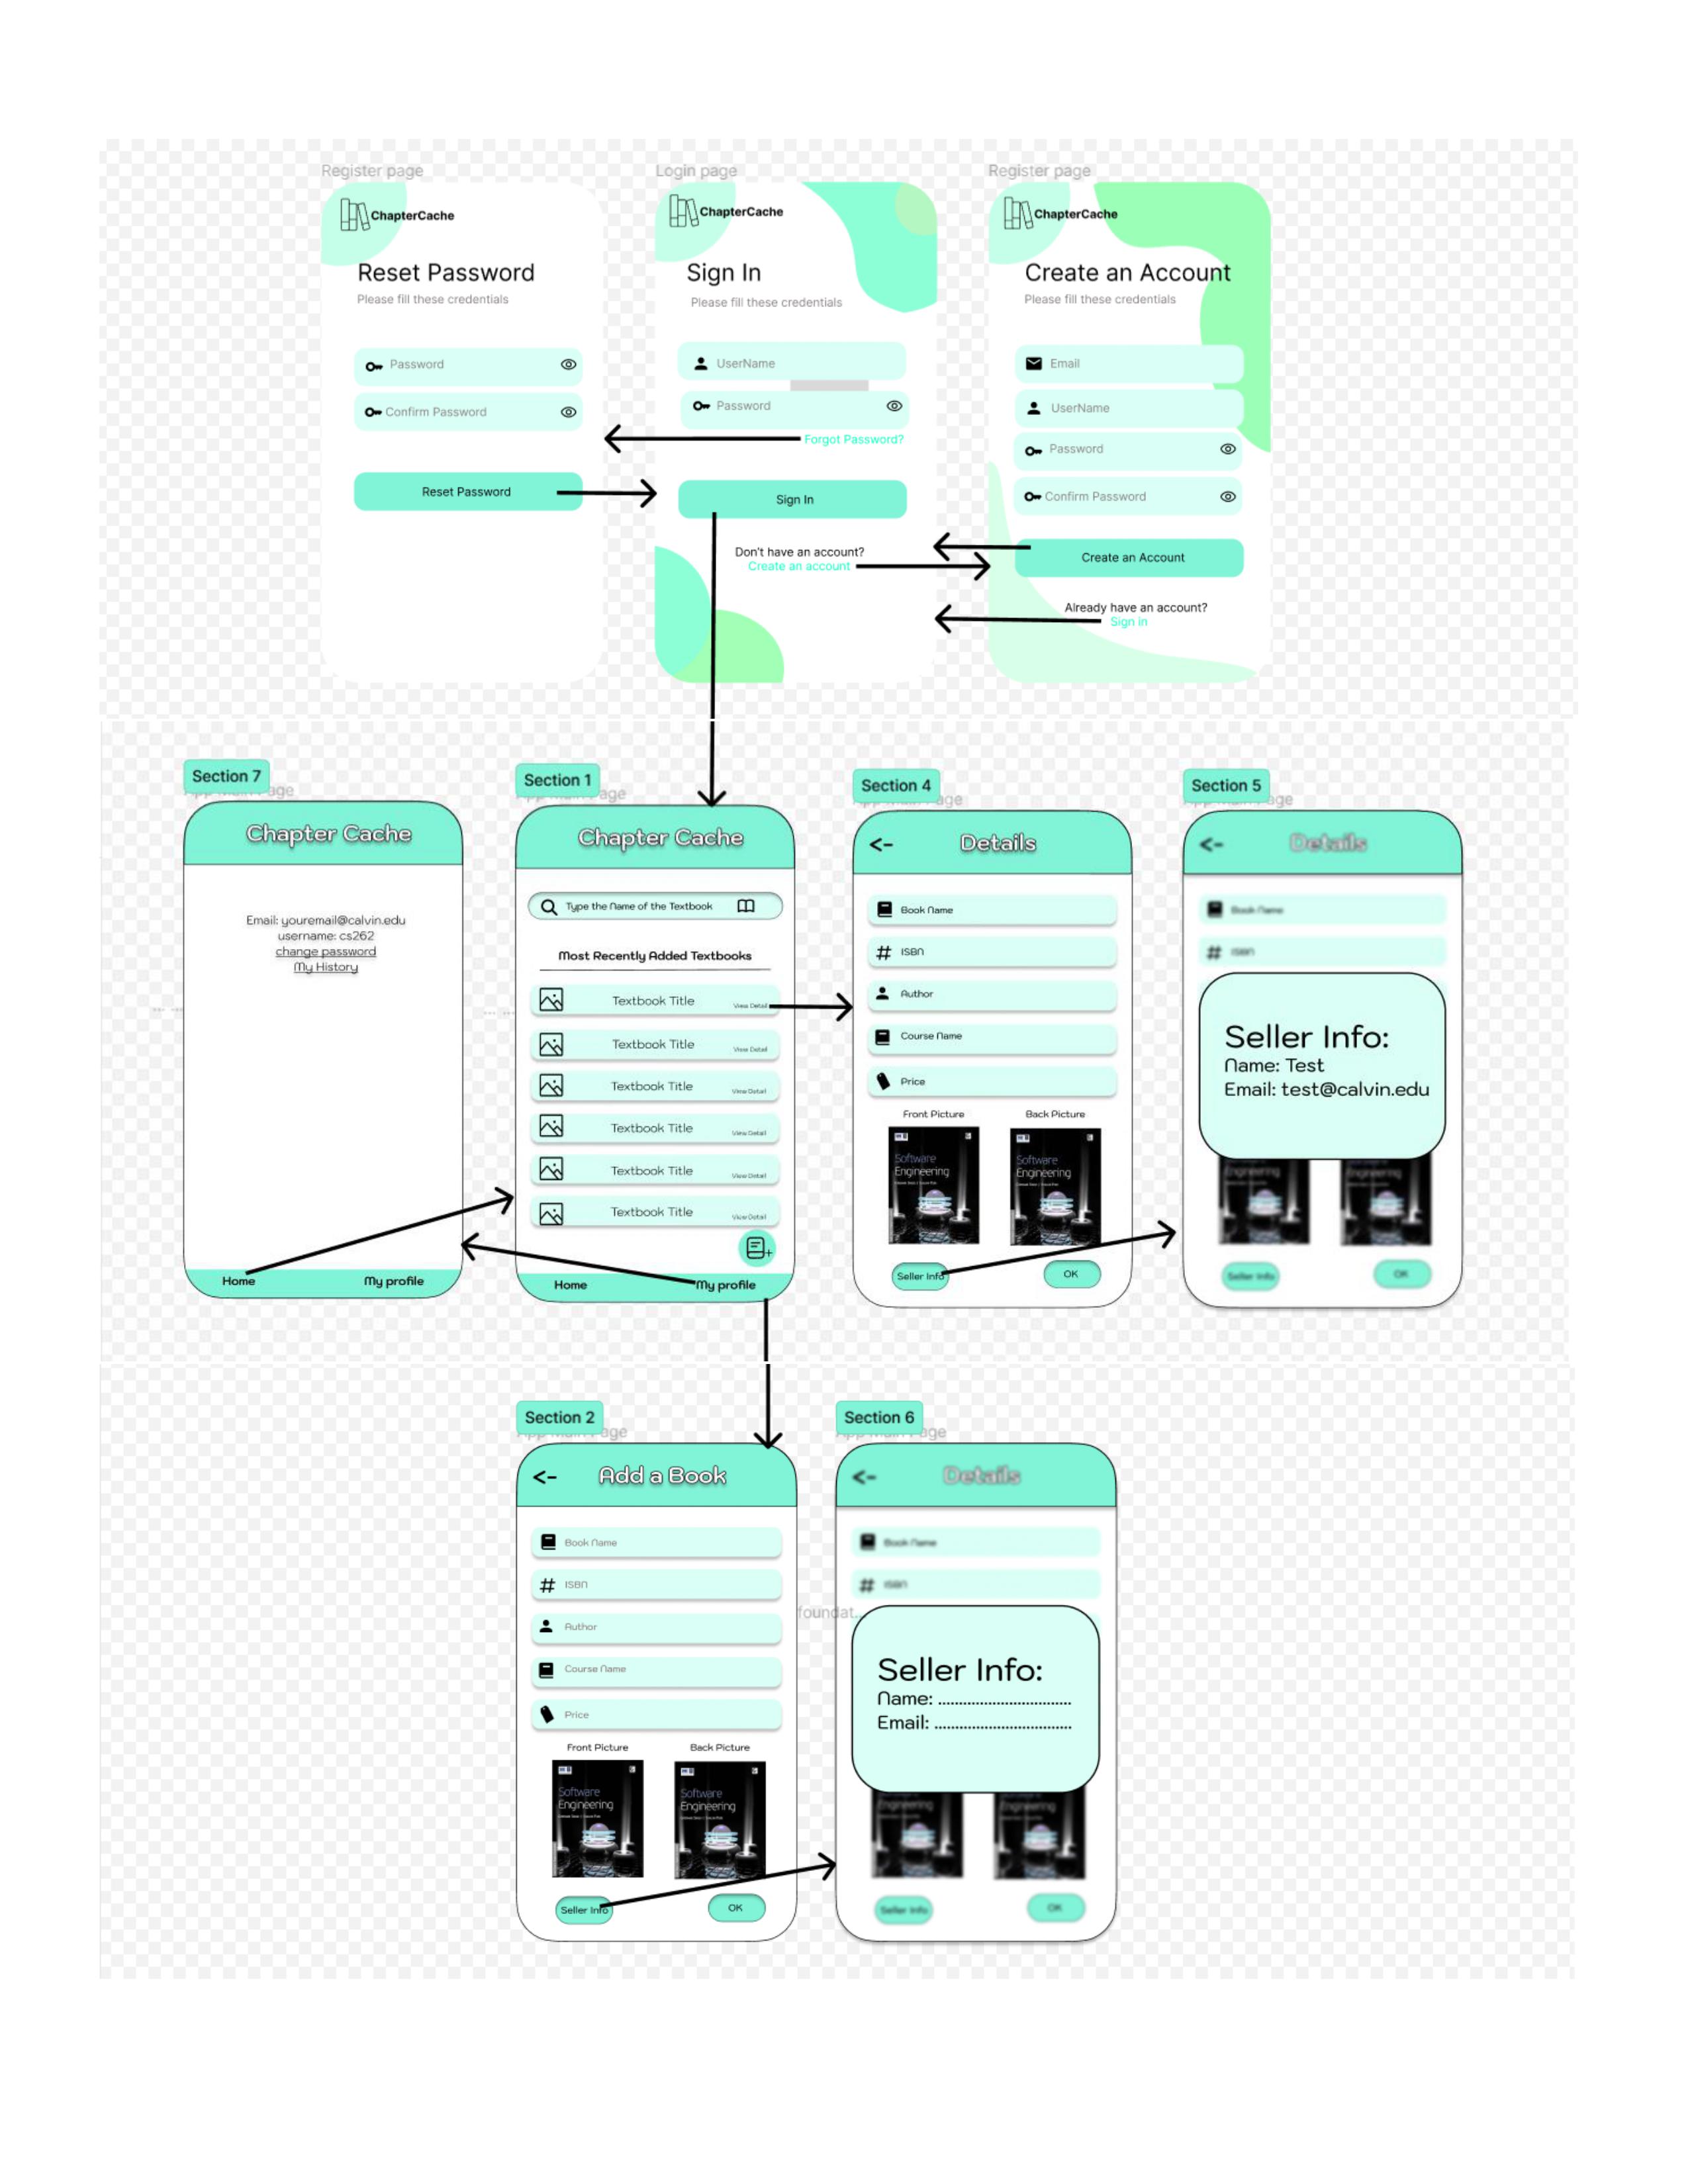 Register page
ChapterCache
Reset Password
Please fill these credentials
Password
Confirm Password
Reset Password
Login page
ChapterCache
Sign In
Please fill these credentials
UserName
Password
Forgot Password?
Sign In
Don't have an account?
Create an account
Register page
ChapterCache
Create an Account
Please fill these credentials
Email
UserName
Password
Confirm Password
Create an Account
Already have an account?
Sign in
Section 7
Chapter Cache
Email: youremail@calvin.edu
username: cs262
change password
My History
Home My profile
Section 1
Chapter Cache
Type the Name of the Textbook
Most Recently Added Textbooks
Textbook Title View Detail
Textbook Title View Detail
Textbook Title View Detail
Textbook Title View Detail
Textbook Title View Detail
Textbook Title View Detail
Home My profile
Section 4
<- Details
Book Name
# ISBN
Author
Course Name
Price
Front Picture Back Picture
Software Engineering
Software Engineering
Seller Info OK
Section 5
<- Details
Book Name
# ISBN
Seller Info:
Name: Test
Email: test@calvin.edu
Engineering Engineering
Seller Info OK
Section 2
<- Add a Book
Book Name
# ISBN
Author
Course Name
Price
Front Picture Back Picture
Software Engineering
Software Engineering
Seller Info OK
Section 6
<- Details
Book Name
# ISBN
foundat...
Seller Info:
Name: ................................
Email: .................................
Engineering Engineering
Seller Info OK